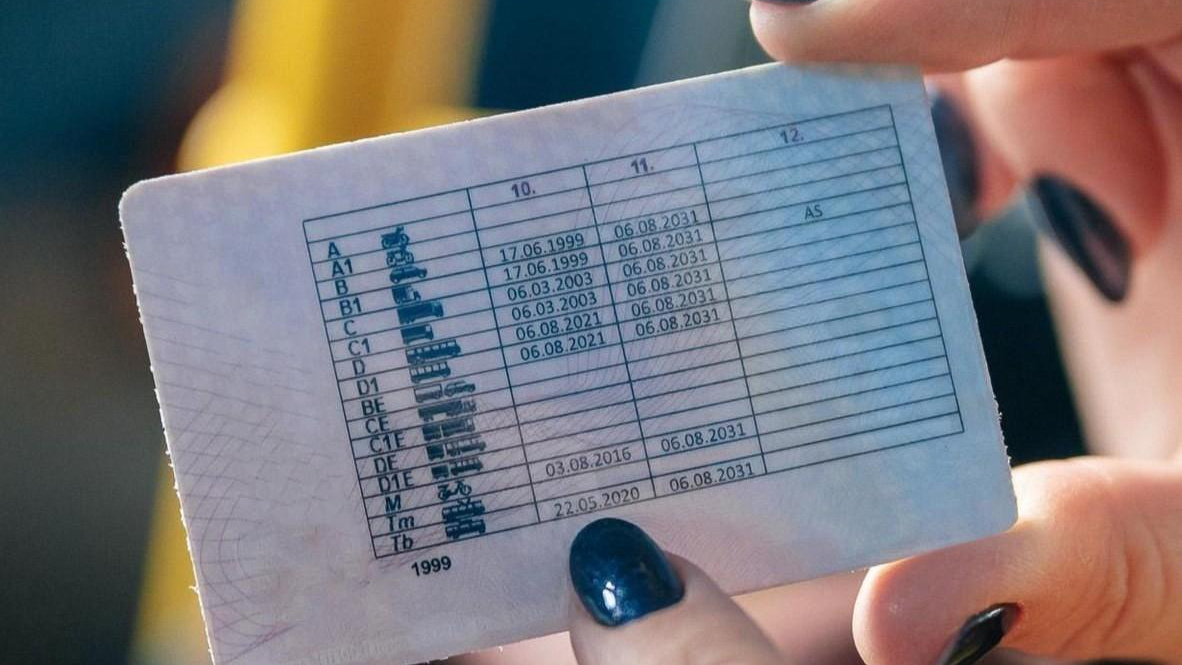 10. 11. 12.
A
A1
B 17.06.1999 06.08.2031
B1 17.06.1999 06.08.2031 AS
C 06.03.2003 06.08.2031
C1 06.03.2003 06.08.2031
D 06.08.2021 06.08.2031
D1 06.08.2021 06.08.2031
BE
CE
C1E
DE
D1E
M 03.08.2016 06.08.2031
Tm
Tb 22.05.2020 06.08.2031
1999